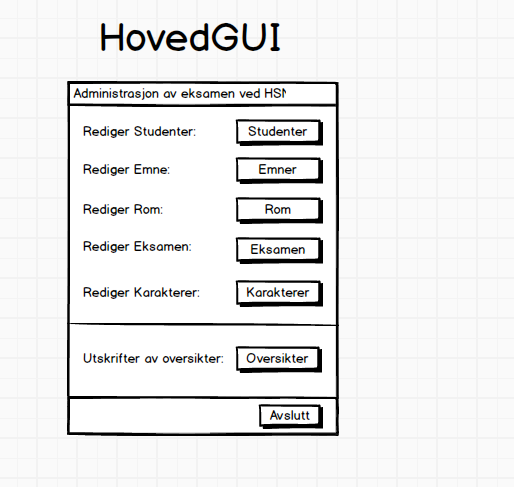 HovedGUI
Administrasjon av eksamen ved HSN
Rediger Studenter: Studenter
Rediger Emne: Emner
Rediger Rom: Rom
Rediger Eksamen: Eksamen
Rediger Karakterer: Karakterer
Utskrifter av oversikter: Oversikter
Avslutt